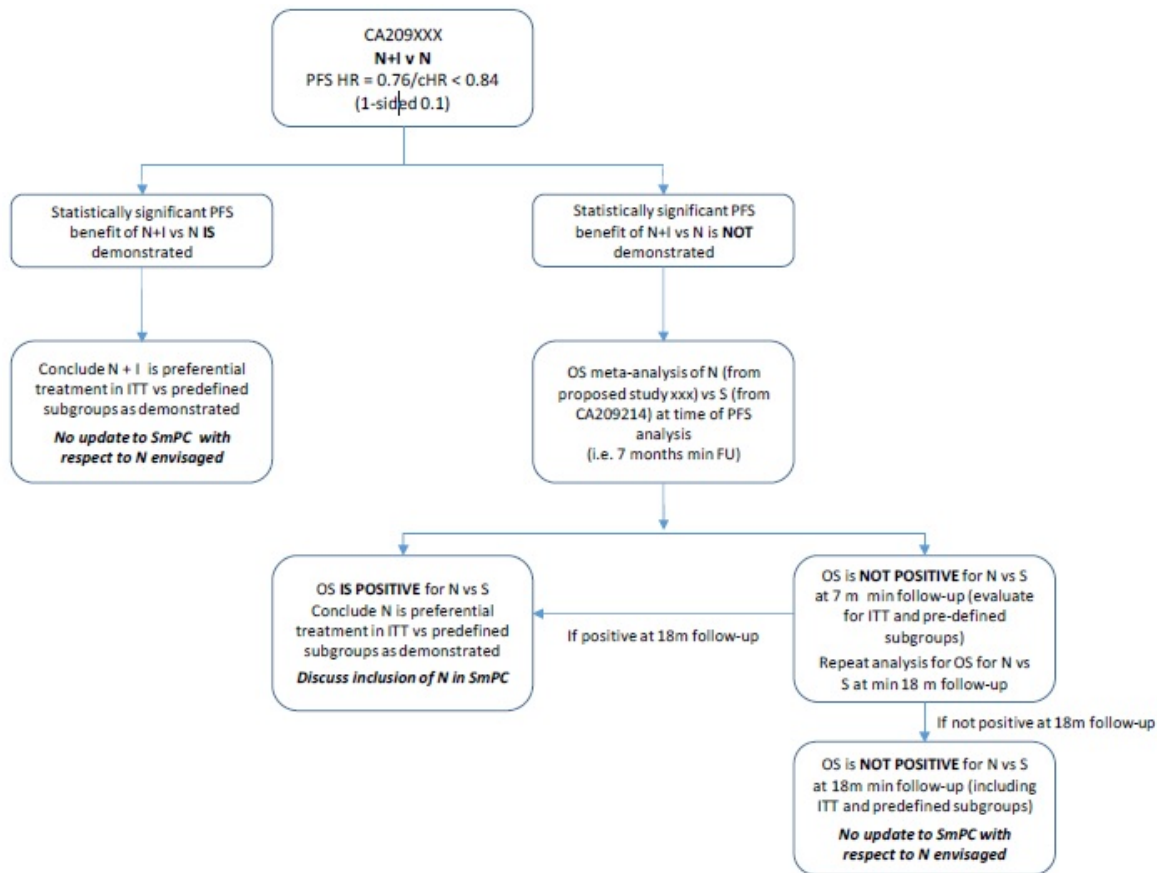 CA209XXX
N+I v N
PFS HR = 0.76/cHR < 0.84
(1-sided 0.1)
Statistically significant PFS
benefit of N+I vs N IS
demonstrated
Statistically significant PFS
benefit of N+I vs N is NOT
demonstrated
Conclude N + I is preferential
treatment in ITT vs predefined
subgroups as demonstrated
No update to SmPC with
respect to N envisaged
OS meta-analysis of N (from
proposed study xxx) vs S (from
CA209214) at time of PFS
analysis
(i.e. 7 months min FU)
OS IS POSITIVE for N vs S
Conclude N is preferential
treatment in ITT vs predefined
subgroups as demonstrated
Discuss inclusion of N in SmPC
If positive at 18m follow-up
OS is NOT POSITIVE for N vs S
at 7 m min follow-up (evaluate
for ITT and pre-defined
subgroups)
Repeat analysis for OS for N vs
S at min 18 m follow-up
If not positive at 18m follow-up
OS is NOT POSITIVE for N vs S
at 18m min follow-up (including
ITT and predefined subgroups)
No update to SmPC with
respect to N envisaged